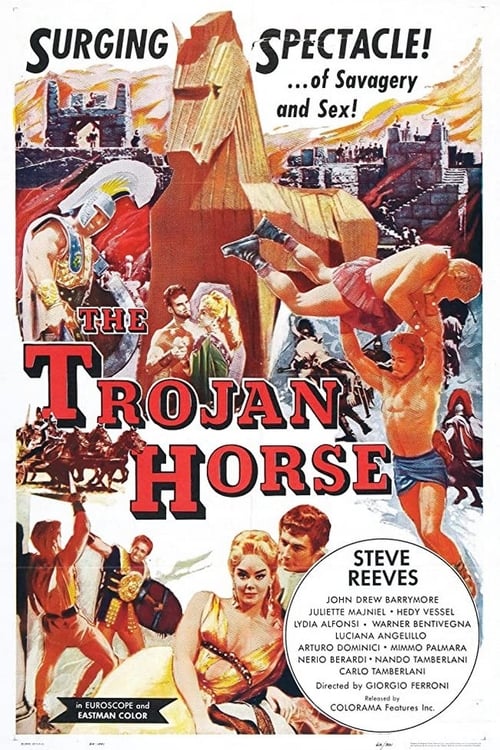 SURGING SPECTACLE!
...of Savagery
and Sex!
THE
TROJAN
HORSE
STEVE
REEVES
JOHN DREW BARRYMORE
JULIETTE MAJNIEL • HEDY VESSEL
LYDIA ALFONSI • WARNER BENTIVEGNA
LUCIANA ANGELILLO
ARTURO DOMINICI • MIMMO PALMARA
NERIO BERARDI • NANDO TAMBERLANI
CARLO TAMBERLANI
Directed by GIORGIO FERRONI
Released by
COLORAMA Features Inc.
in EUROSCOPE and
EASTMAN COLOR